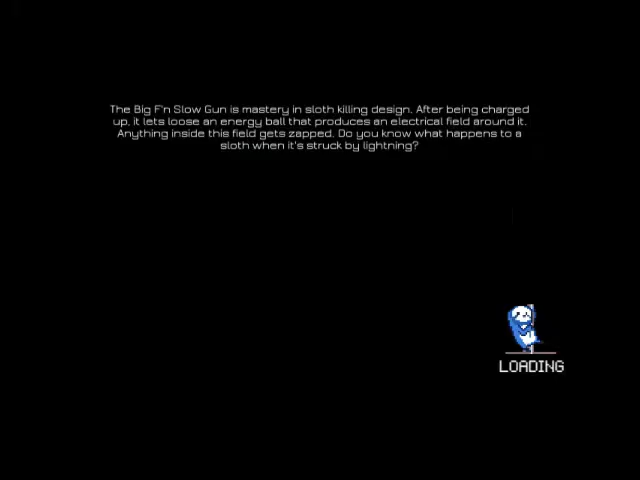 The Big F'n Slow Gun is mastery in sloth killing design. After being charged
up, it lets loose an energy ball that produces an electrical field around it.
Anything inside this field gets zapped. Do you know what happens to a
sloth when it's struck by lightning?
LOADING